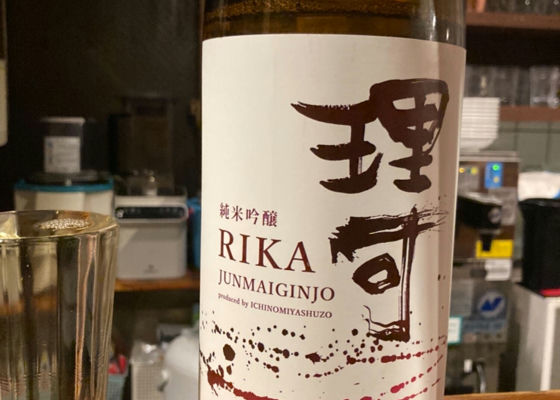 理可
純米吟醸
RIKA
JUNMAIGINJO
produced by ICHINOMIYASHUZO